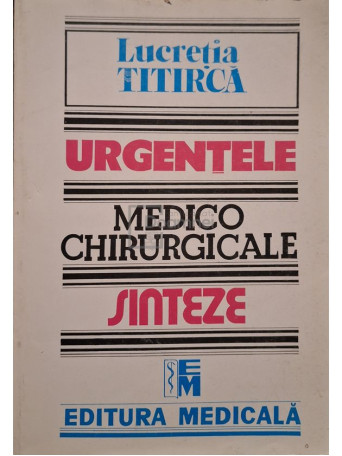 Lucreția
TITIRCĂ
URGENȚELE
MEDICO
CHIRURGICALE
SINTEZE
EM
EDITURA MEDICALĂ